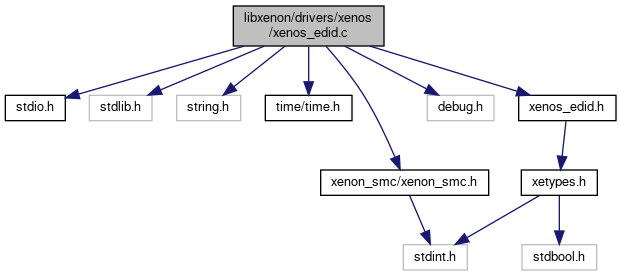 libxenon/drivers/xenos
/xenos_edid.c
stdio.h
stdlib.h
string.h
time/time.h
debug.h
xenos_edid.h
xenon_smc/xenon_smc.h
xetypes.h
stdint.h
stdbool.h